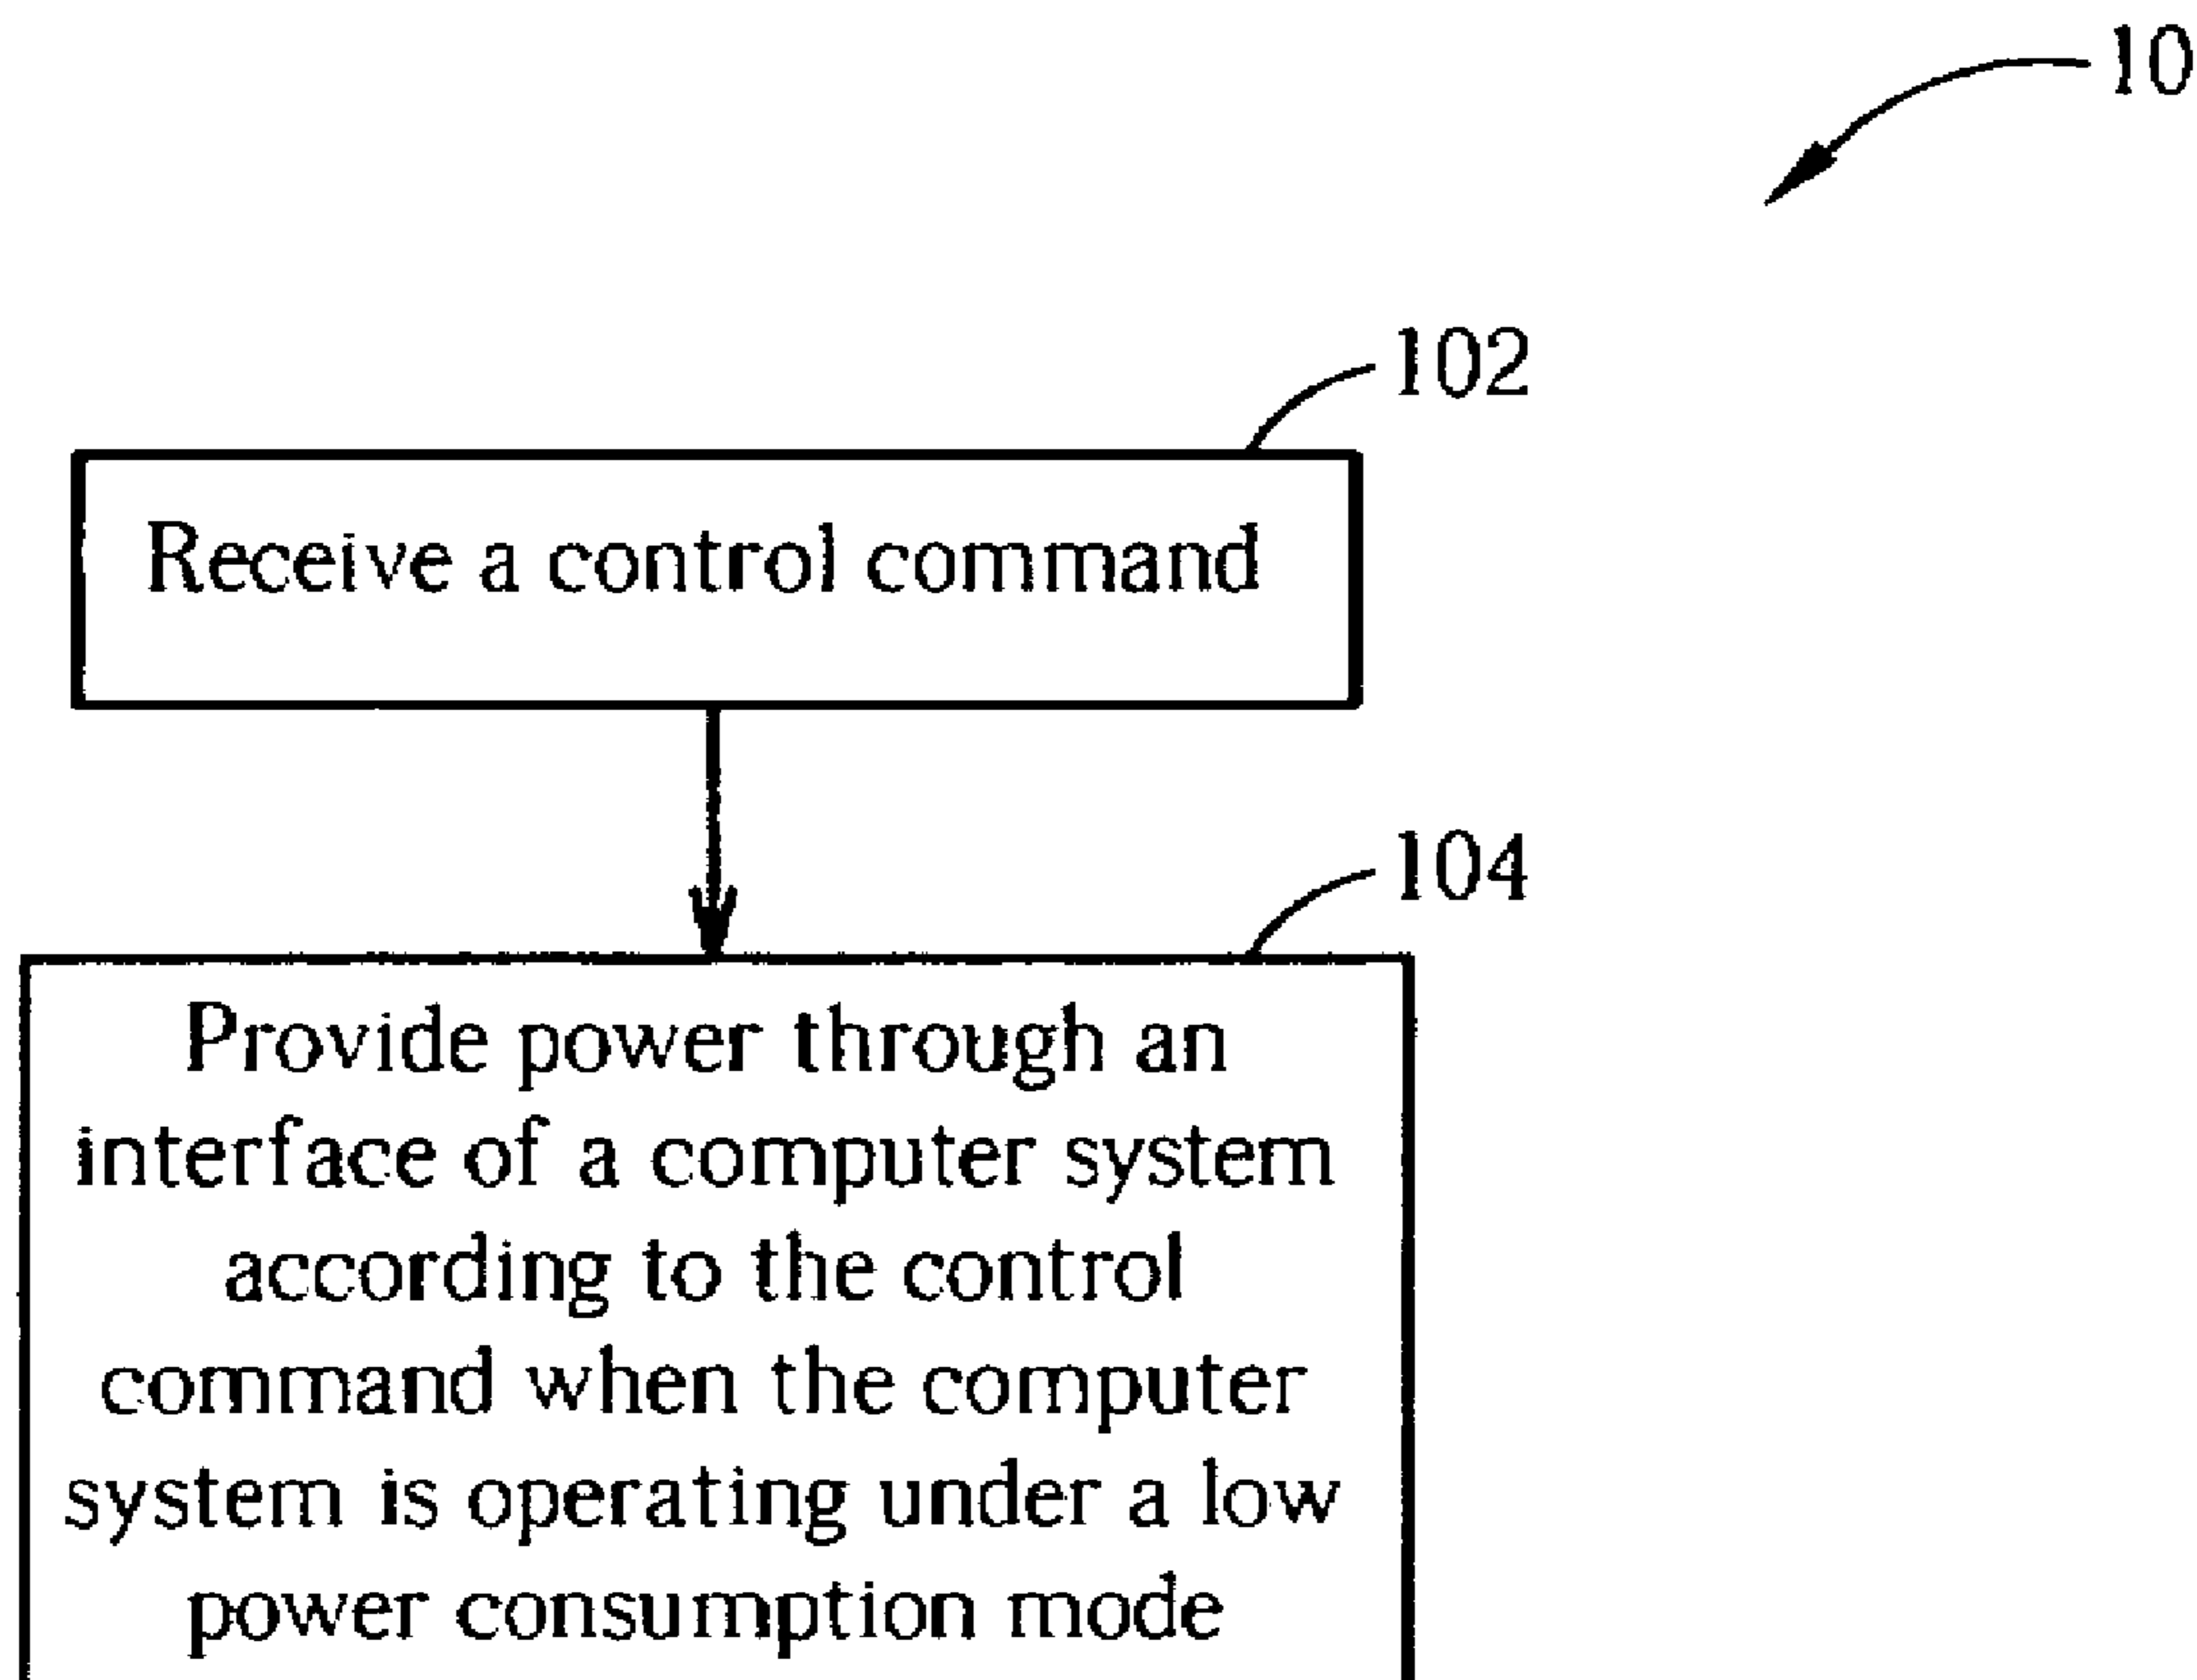 10
102
Receive a control command
104
Provide power through an
interface of a computer system
according to the control
command when the computer
system is operating under a low
power consumption mode